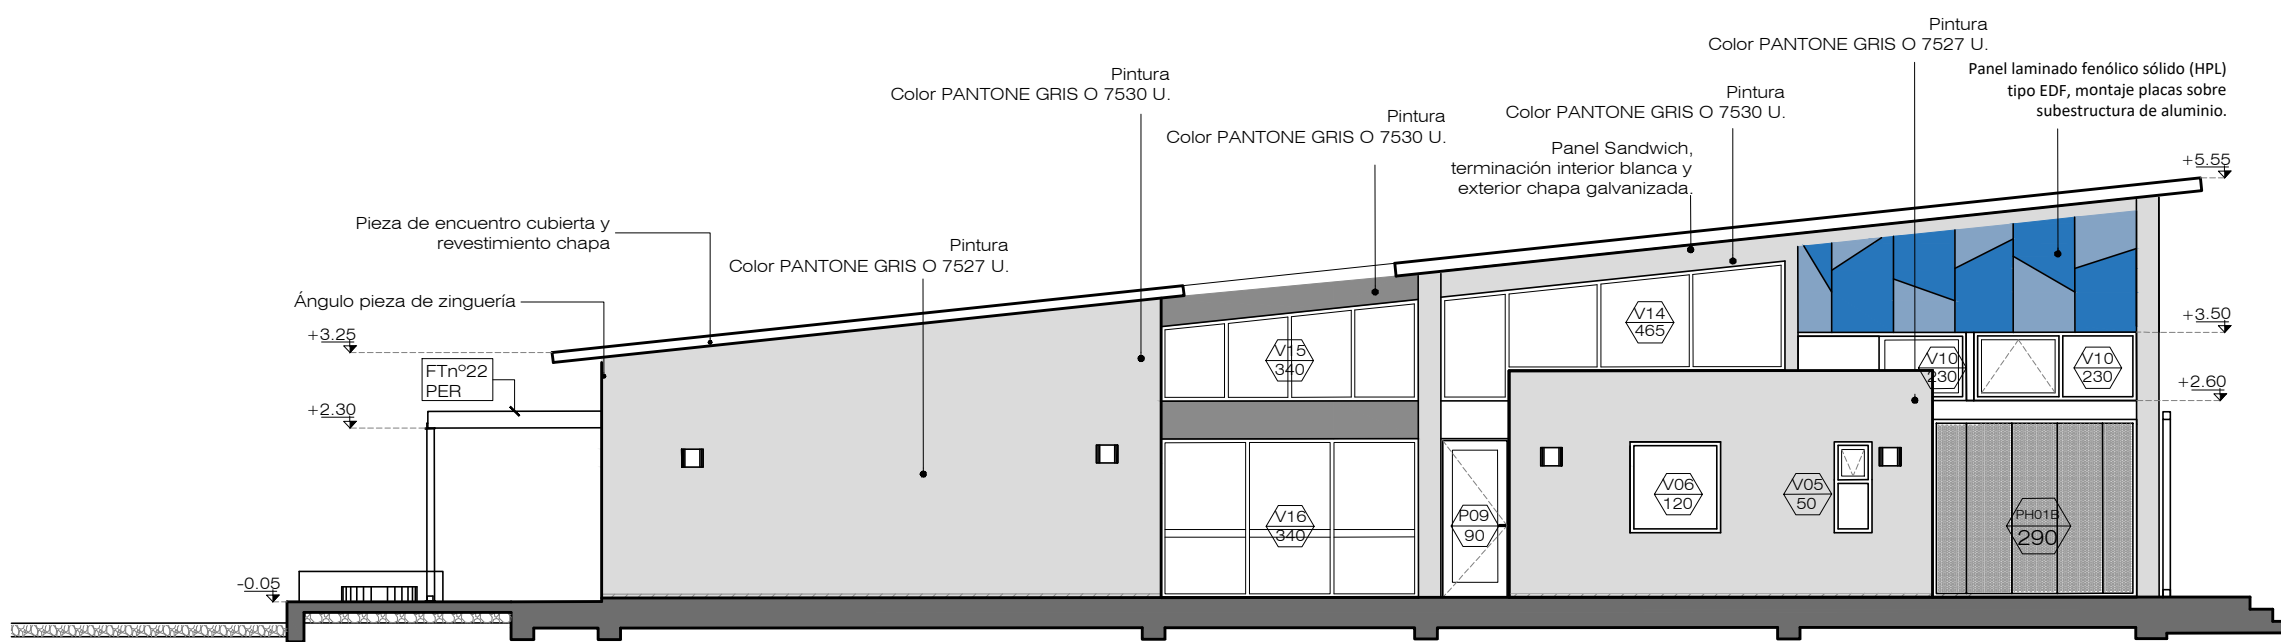 Pintura
Color PANTONE GRIS O 7527 U.
Panel laminado fenólico sólido (HPL)
tipo EDF, montaje placas sobre
subestructura de aluminio.
Pintura
Color PANTONE GRIS O 7530 U.
Pintura
Color PANTONE GRIS O 7530 U.
Pintura
Color PANTONE GRIS O 7530 U.
Panel Sandwich,
terminación interior blanca y
exterior chapa galvanizada.
+5.55
Pieza de encuentro cubierta y
revestimiento chapa
Pintura
Color PANTONE GRIS O 7527 U.
Ángulo pieza de zinguería
+3.25
+3.50
V14
465
V15
340
V10
230
V10
230
FTnº22
PER
+2.60
+2.30
V06
120
V05
50
V16
340
P09
90
PH01B
290
-0.05